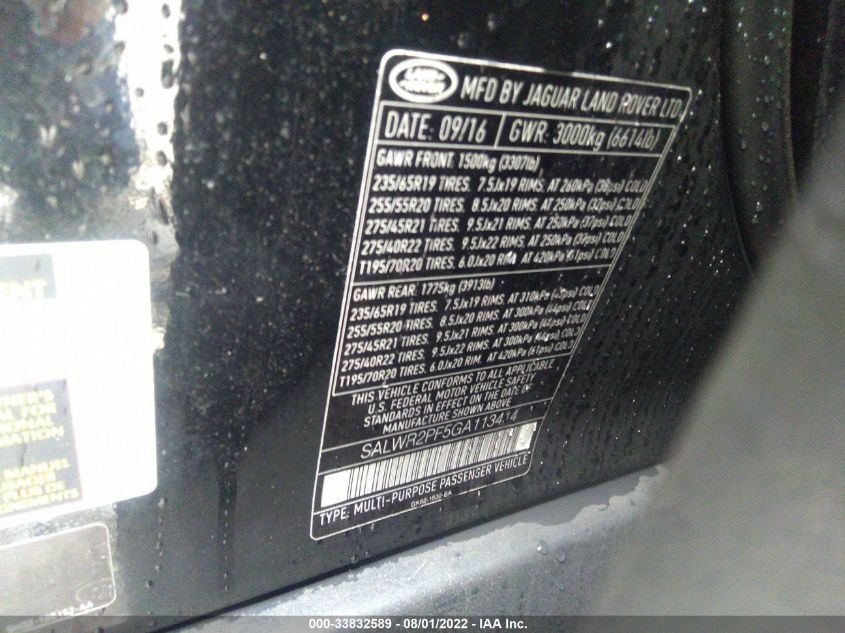 LAND ROVER
MFD BY JAGUAR LAND ROVER LTD.
DATE: 09/16 GWR: 3000kg (6614lb)
GAWR FRONT. 1500kg (3307lb)
235/65R19 TIRES. 7.5Jx19 RIMS. AT 260kPa (38psi) COLD
255/55R20 TIRES. 8.5Jx20 RIMS. AT 250kPa (32psi) COLD
275/45R21 TIRES. 9.5Jx21 RIMS. AT 250kPa (37psi) COLD
275/40R22 TIRES. 9.5Jx22 RIMS. AT 250kPa COLD
T195/70R20 TIRES. 6.0Jx20 RIM. AT 420kPa (61psi) COLD
GAWR REAR. 1775kg (3913lb)
235/65R19 TIRES. 7.5Jx19 RIMS. AT 310kPa (45psi) COLD
255/55R20 TIRES. 8.5Jx20 RIMS. AT 300kPa (44psi) COLD
275/45R21 TIRES. 9.5Jx21 RIMS. AT 300kPa COLD
275/40R22 TIRES. 9.5Jx22 RIMS. AT 300kPa (44psi) COLD
T195/70R20 TIRES. 6.0Jx20 RIM. AT 420kPa (61psi) COLD
THIS VEHICLE CONFORMS TO ALL APPLICABLE
U.S. FEDERAL MOTOR VEHICLE SAFETY
STANDARDS IN EFFECT ON THE DATE OF
MANUFACTURE SHOWN ABOVE
SALWR2PF5GA113414
TYPE: MULTI-PURPOSE PASSENGER VEHICLE
MANUAL
PLUS DE
000-33832589 - 08/01/2022 - IAA Inc.